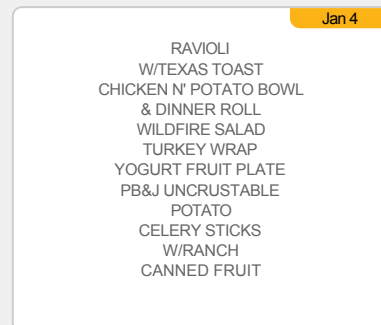 Jan 4
RAVIOLI
W/TEXAS TOAST
CHICKEN N' POTATO BOWL
& DINNER ROLL
WILDFIRE SALAD
TURKEY WRAP
YOGURT FRUIT PLATE
PB&J UNCRUSTABLE
POTATO
CELERY STICKS
W/RANCH
CANNED FRUIT